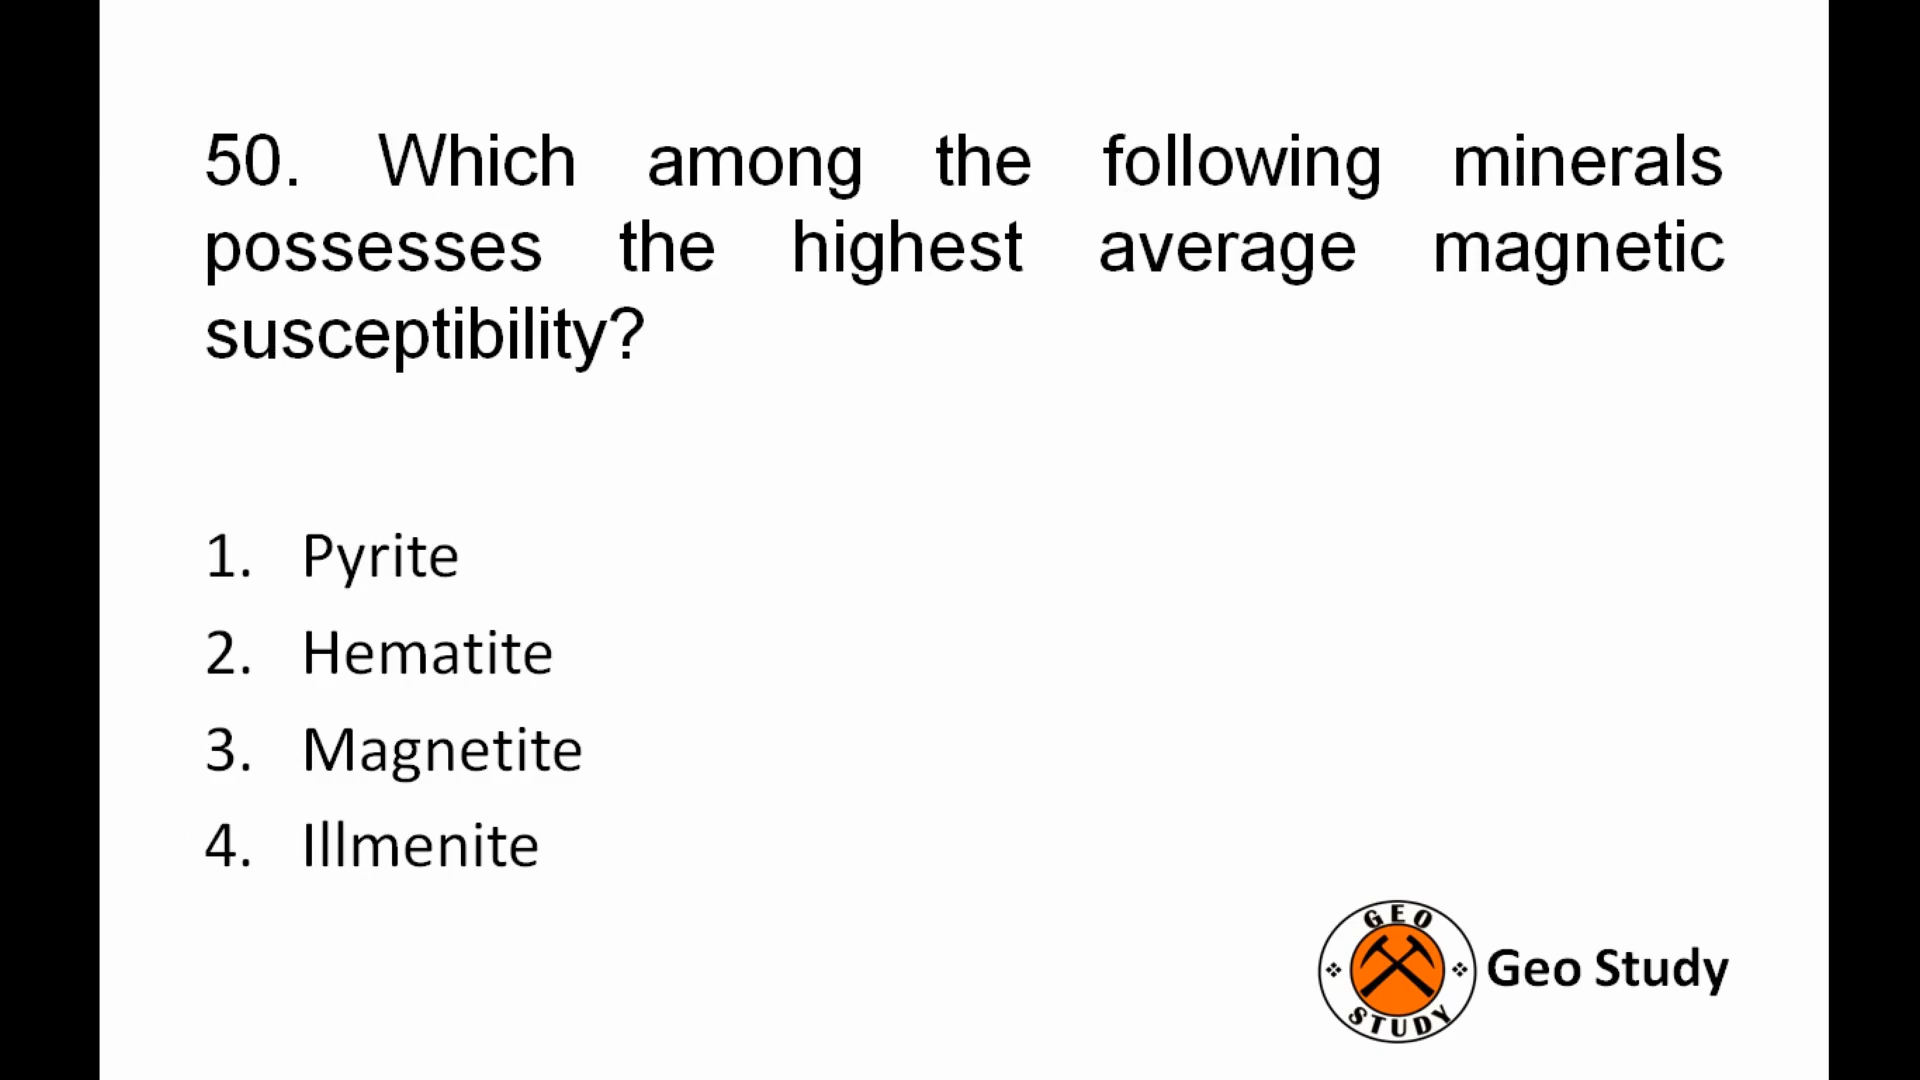 50. Which among the following minerals
possesses the highest average magnetic
susceptibility?
1. Pyrite
2. Hematite
3. Magnetite
4. Illmenite
GEO
STUDY
Geo Study